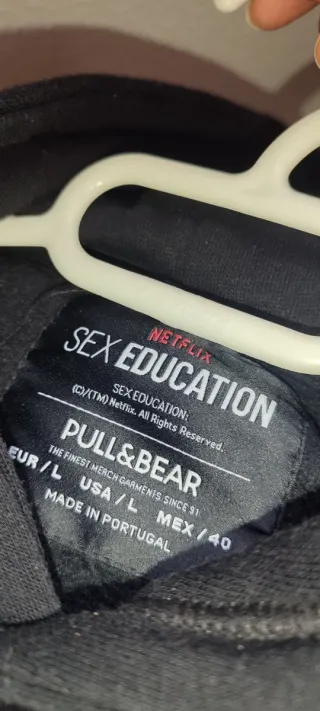 NETFLIX
SEX EDUCATION
SEX EDUCATION:
(C)/(TM) Netflix. All Rights Reserved.
PULL&BEAR
THE FINEST MERCH GARMENTS SINCE 91
EUR / L USA / L MEX / 40
MADE IN PORTUGAL